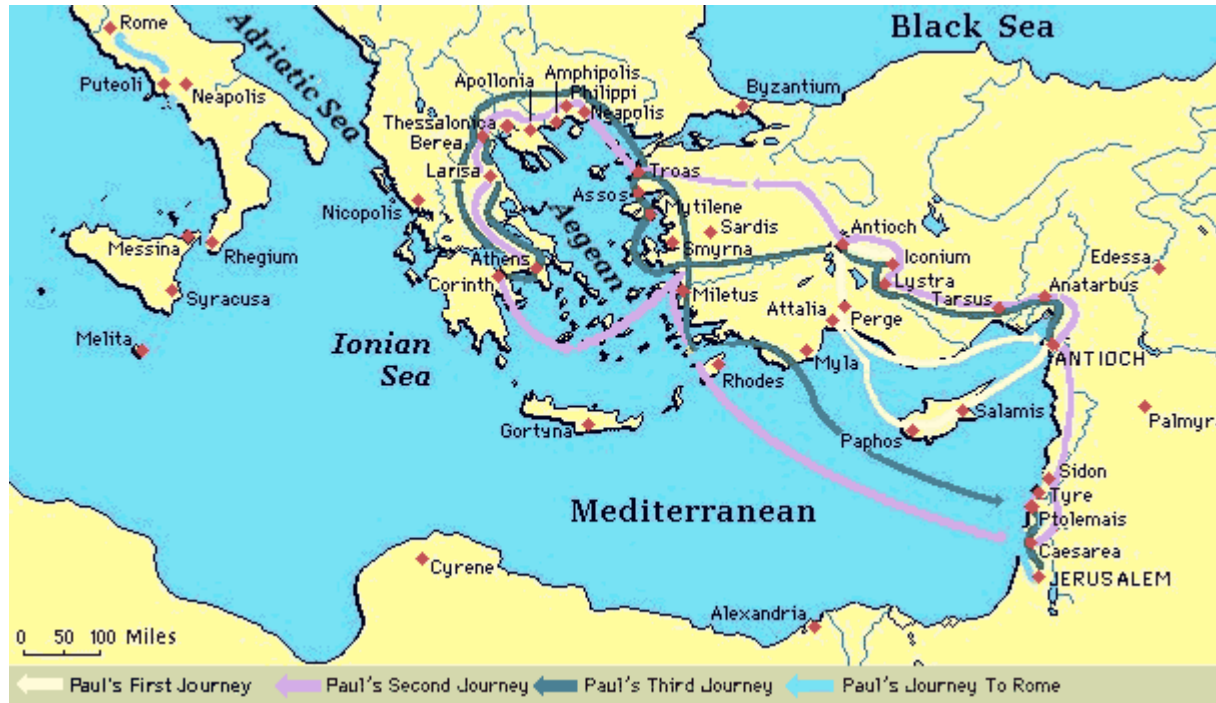 Rome
Adriatic Sea
Black Sea
Puteoli
Neapolis
Apollonia
Amphipolis
Philippi
Neapolis
Byzantium
Thessalonica
Berea
Larisa
Troas
Assos
Nicopolis
Aegean
Mytilene
Sardis
Smyrna
Antioch
Iconium
Edessa
Messina
Rhegium
Athens
Corinth
Lystra
Tarsus
Anatarbus
Syracusa
Miletus
Attalia
Perge
Melita
Ionian
Sea
Rhodes
Myla
ANTIOCH
Gortyna
Salamis
Paphos
Palmyra
Sidon
Tyre
Mediterranean
Ptolemais
Caesarea
Cyrene
JERUSALEM
Alexandria
0 50 100 Miles
Paul's First Journey
Paul's Second Journey
Paul's Third Journey
Paul's Journey To Rome